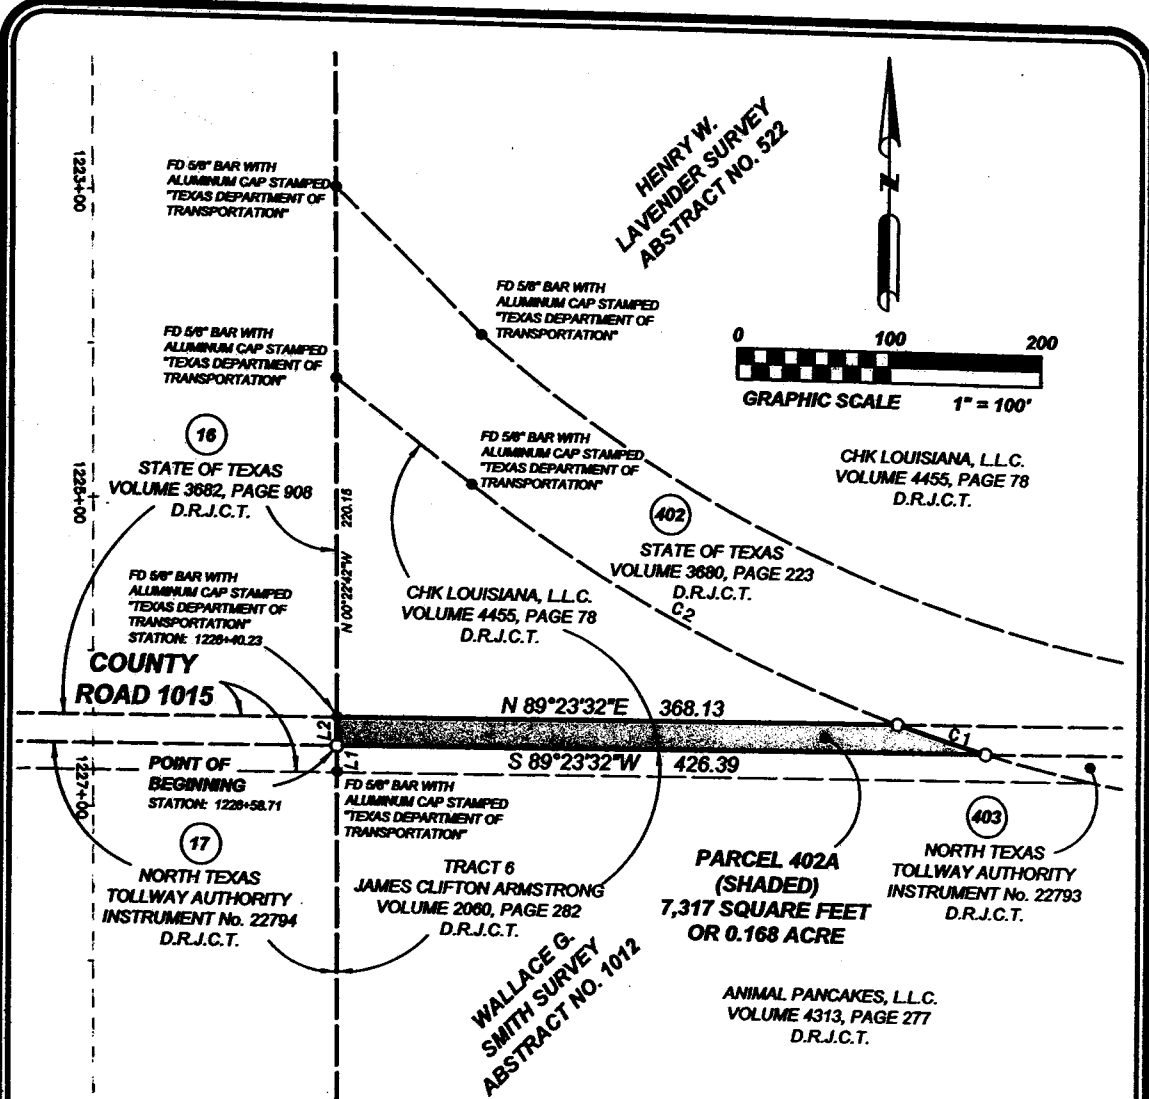 HENRY W.
LAVENDER SURVEY
ABSTRACT NO. 522
N
1223+00
FD 5/8" BAR WITH
ALUMINUM CAP STAMPED
"TEXAS DEPARTMENT OF
TRANSPORTATION"
FD 5/8" BAR WITH
ALUMINUM CAP STAMPED
"TEXAS DEPARTMENT OF
TRANSPORTATION"
FD 5/8" BAR WITH
ALUMINUM CAP STAMPED
"TEXAS DEPARTMENT OF
TRANSPORTATION"
0 100 200
GRAPHIC SCALE 1" = 100'
16
STATE OF TEXAS
VOLUME 3682, PAGE 908
D.R.J.C.T.
1225+00
FD 5/8" BAR WITH
ALUMINUM CAP STAMPED
"TEXAS DEPARTMENT OF
TRANSPORTATION"
CHK LOUISIANA, L.L.C.
VOLUME 4455, PAGE 78
D.R.J.C.T.
402
STATE OF TEXAS
VOLUME 3680, PAGE 223
D.R.J.C.T.
C2
N 00°22'42"W 220.15
CHK LOUISIANA, L.L.C.
VOLUME 4455, PAGE 78
D.R.J.C.T.
FD 5/8" BAR WITH
ALUMINUM CAP STAMPED
"TEXAS DEPARTMENT OF
TRANSPORTATION"
STATION: 1226+40.23
COUNTY
ROAD 1015
N 89°23'32"E 368.13
L2
C1
L1
S 89°23'32"W 426.39
1227+00
POINT OF
BEGINNING
STATION: 1226+58.71
FD 5/8" BAR WITH
ALUMINUM CAP STAMPED
"TEXAS DEPARTMENT OF
TRANSPORTATION"
17
NORTH TEXAS
TOLLWAY AUTHORITY
INSTRUMENT No. 22794
D.R.J.C.T.
TRACT 6
JAMES CLIFTON ARMSTRONG
VOLUME 2060, PAGE 282
D.R.J.C.T.
PARCEL 402A
(SHADED)
7,317 SQUARE FEET
OR 0.168 ACRE
403
NORTH TEXAS
TOLLWAY AUTHORITY
INSTRUMENT No. 22793
D.R.J.C.T.
WALLACE G.
SMITH SURVEY
ABSTRACT NO. 1012
ANIMAL PANCAKES, L.L.C.
VOLUME 4313, PAGE 277
D.R.J.C.T.